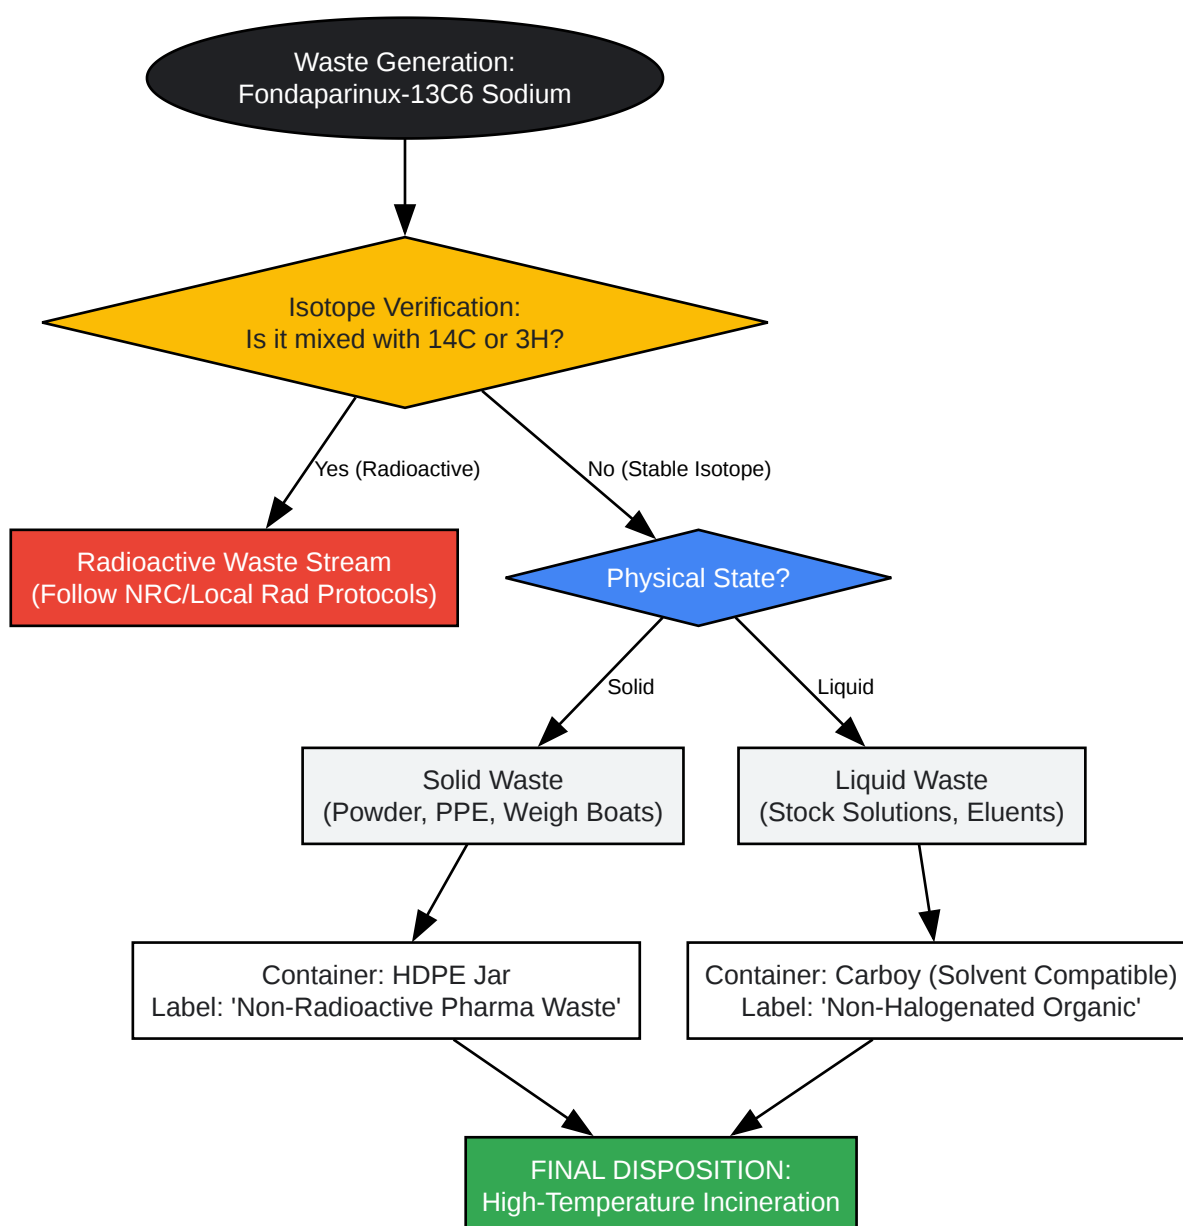 Waste Generation:
Fondaparinux-13C6 Sodium
Isotope Verification:
Is it mixed with 14C or 3H?
Yes (Radioactive)
No (Stable Isotope)
Radioactive Waste Stream
(Follow NRC/Local Rad Protocols)
Physical State?
Solid
Liquid
Solid Waste
(Powder, PPE, Weigh Boats)
Liquid Waste
(Stock Solutions, Eluents)
Container: HDPE Jar
Label: 'Non-Radioactive Pharma Waste'
Container: Carboy (Solvent Compatible)
Label: 'Non-Halogenated Organic'
FINAL DISPOSITION:
High-Temperature Incineration